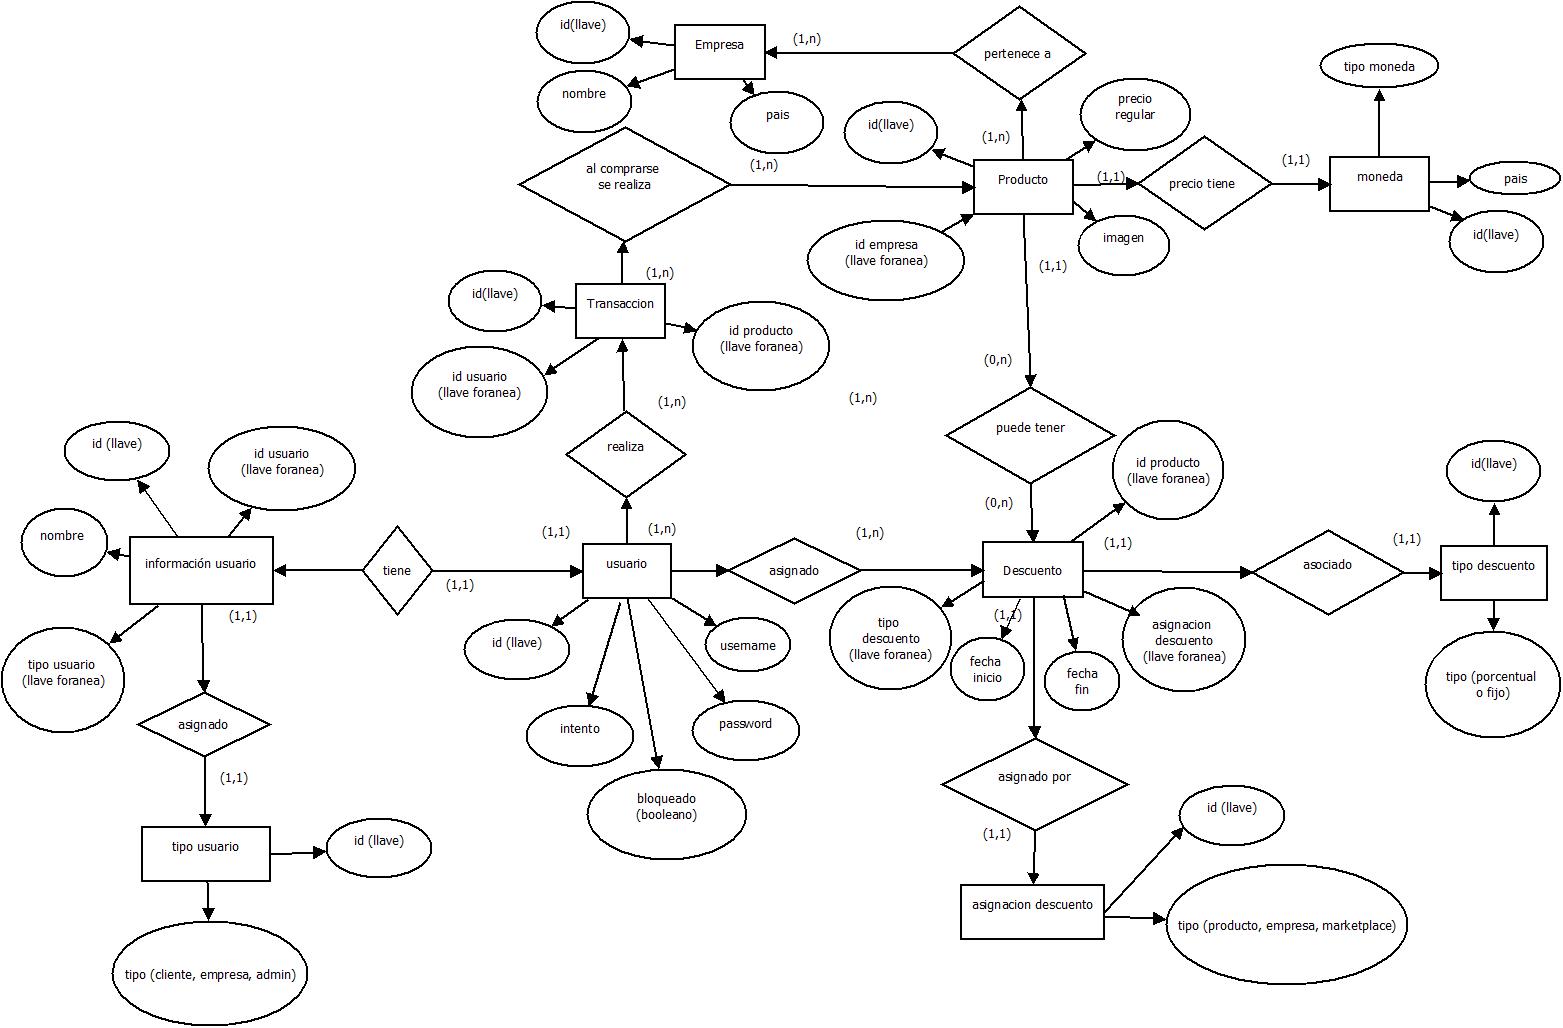 id(llave)
Empresa
(1,n)
pertenece a
tipo moneda
nombre
pais
id(llave)
precio
regular
(1,n)
al comprarse
se realiza
(1,n)
Producto
(1,1)
precio tiene
(1,1)
moneda
pais
id empresa
(llave foranea)
imagen
id(llave)
(1,1)
(1,n)
id(llave)
Transaccion
id producto
(llave foranea)
id usuario
(llave foranea)
(0,n)
(1,n)
(1,n)
puede tener
realiza
id (llave)
id usuario
(llave foranea)
id producto
(llave foranea)
id(llave)
(0,n)
nombre
información usuario
tiene
(1,1)
(1,1)
(1,n)
usuario
asignado
(1,n)
Descuento
(1,1)
asociado
(1,1)
tipo descuento
(1,1)
tipo usuario
(llave foranea)
id (llave)
username
tipo
descuento
(llave foranea)
(1,1)
fecha
inicio
fecha
fin
asignacion
descuento
(llave foranea)
tipo (porcentual
o fijo)
asignado
intento
password
(1,1)
bloqueado
(booleano)
asignado por
(1,1)
id (llave)
tipo usuario
id (llave)
asignacion descuento
tipo (producto, empresa, marketplace)
tipo (cliente, empresa, admin)